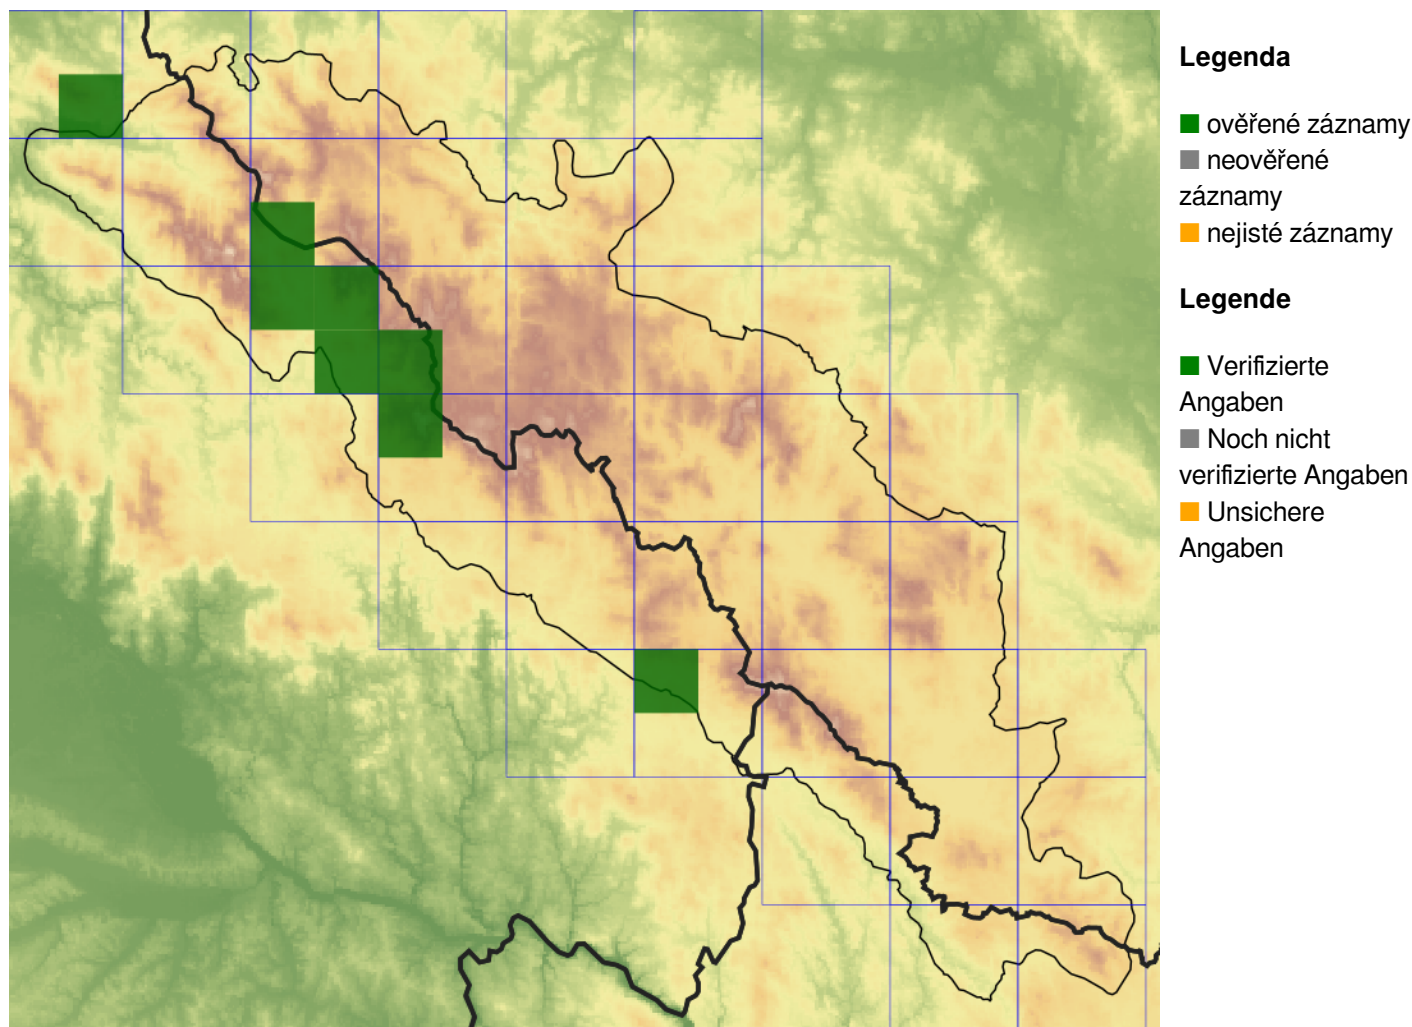 Legenda
ověřené záznamy
neověřené
záznamy
nejisté záznamy
Legende
Verifizierte
Angaben
Noch nicht
verifizierte Angaben
Unsichere
Angaben